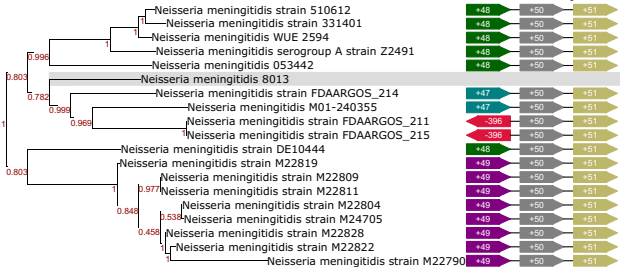 Neisseria meningitidis strain 510612 +48 +50 +51
1
Neisseria meningitidis strain 331401 +48 +50 +51
Neisseria meningitidis WUE 2594 +48 +50 +51
1
Neisseria meningitidis serogroup A strain Z2491 +48 +50 +51
0.996
Neisseria meningitidis 053442 +48 +50 +51
0.803
Neisseria meningitidis 8013
0.782
Neisseria meningitidis strain FDAARGOS_214 +47 +50 +51
0.999
Neisseria meningitidis M01-240355 +47 +50 +51
1
0.969
Neisseria meningitidis strain FDAARGOS_211 -396 +50 +51
1
Neisseria meningitidis strain FDAARGOS_215 -396 +50 +51
Neisseria meningitidis strain DE10444 +48 +50 +51
Neisseria meningitidis strain M22819 +49 +50 +51
0.803
1
Neisseria meningitidis strain M22809 +49 +50 +51
0.977
Neisseria meningitidis strain M22811 +49 +50 +51
Neisseria meningitidis strain M22804 +49 +50 +51
0.848
0.538
Neisseria meningitidis strain M24705 +49 +50 +51
0.458
Neisseria meningitidis strain M22828 +49 +50 +51
Neisseria meningitidis strain M22822 +49 +50 +51
1
1
Neisseria meningitidis strain M22790 +49 +50 +51